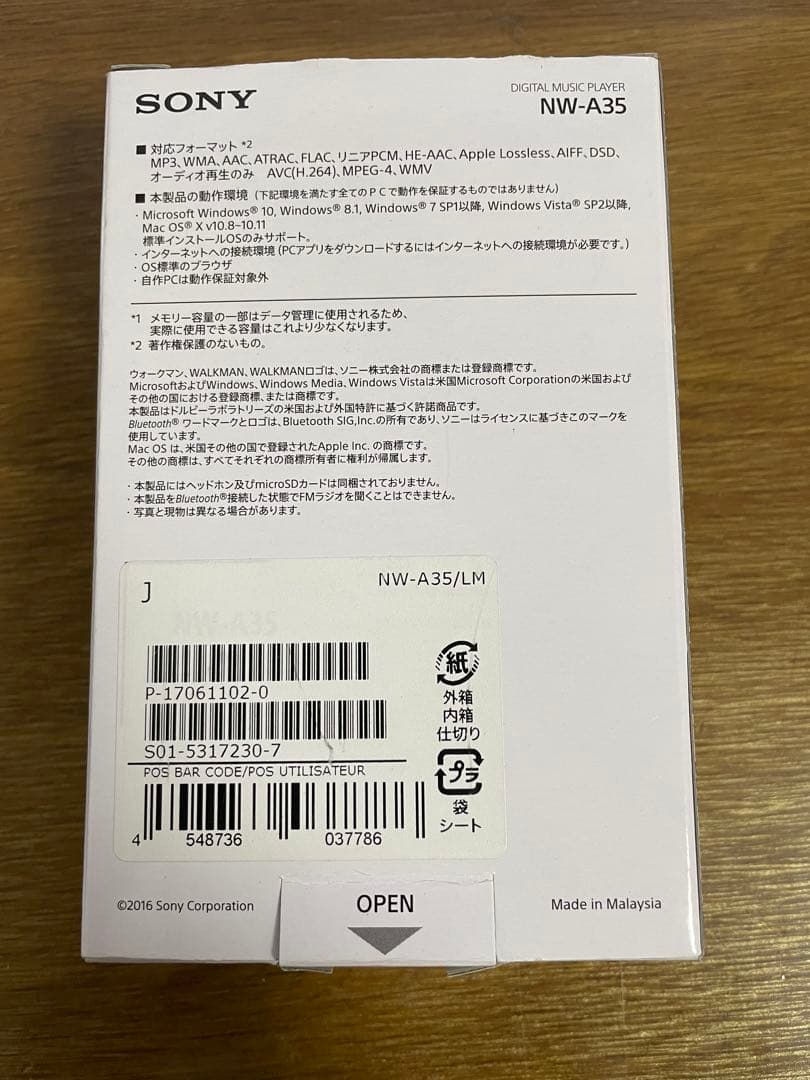 SONY
DIGITAL MUSIC PLAYER
NW-A35
■ 対応フォーマット *2
MP3、WMA、AAC、ATRAC、FLAC、リニアPCM、HE-AAC、Apple Lossless、AIFF、DSD、
オーディオ再生のみ AVC(H.264)、MPEG-4、WMV
■ 本製品の動作環境（下記環境を満たす全てのＰＣで動作を保証するものではありません）
・Microsoft Windows® 10, Windows® 8.1, Windows® 7 SP1以降, Windows Vista® SP2以降,
Mac OS® X v10.8–10.11
標準インストールOSのみサポート。
・インターネットへの接続環境（PCアプリをダウンロードするにはインターネットへの接続環境が必要です。）
・OS標準のブラウザ
・自作PCは動作保証対象外
*1 メモリー容量の一部はデータ管理に使用されるため、
実際に使用できる容量はこれより少なくなります。
*2 著作権保護のないもの。
ウォークマン、WALKMAN、WALKMANロゴは、ソニー株式会社の商標または登録商標です。
MicrosoftおよびWindows、Windows Media、Windows Vistaは米国Microsoft Corporationの米国および
その他の国における登録商標、または商標です。
本製品はドルビーラボラトリーズの米国および外国特許に基づく許諾商品です。
Bluetooth® ワードマークとロゴは、Bluetooth SIG,Inc.の所有であり、ソニーはライセンスに基づきこのマークを
使用しています。
Mac OS は、米国その他の国で登録されたApple Inc. の商標です。
その他の商標は、すべてそれぞれの商標所有者に権利が帰属します。
・本製品にはヘッドホン及びmicroSDカードは同梱されておりません。
・本製品をBluetooth®接続した状態でFMラジオを聞くことはできません。
・写真と現物は異なる場合があります。
J
NW-A35/LM
NW-A35
P-17061102-0
S01-5317230-7
POS BAR CODE/POS UTILISATEUR
4 548736 037786
紙
外箱
内箱
仕切り
プラ
袋
シート
©2016 Sony Corporation
OPEN
Made in Malaysia